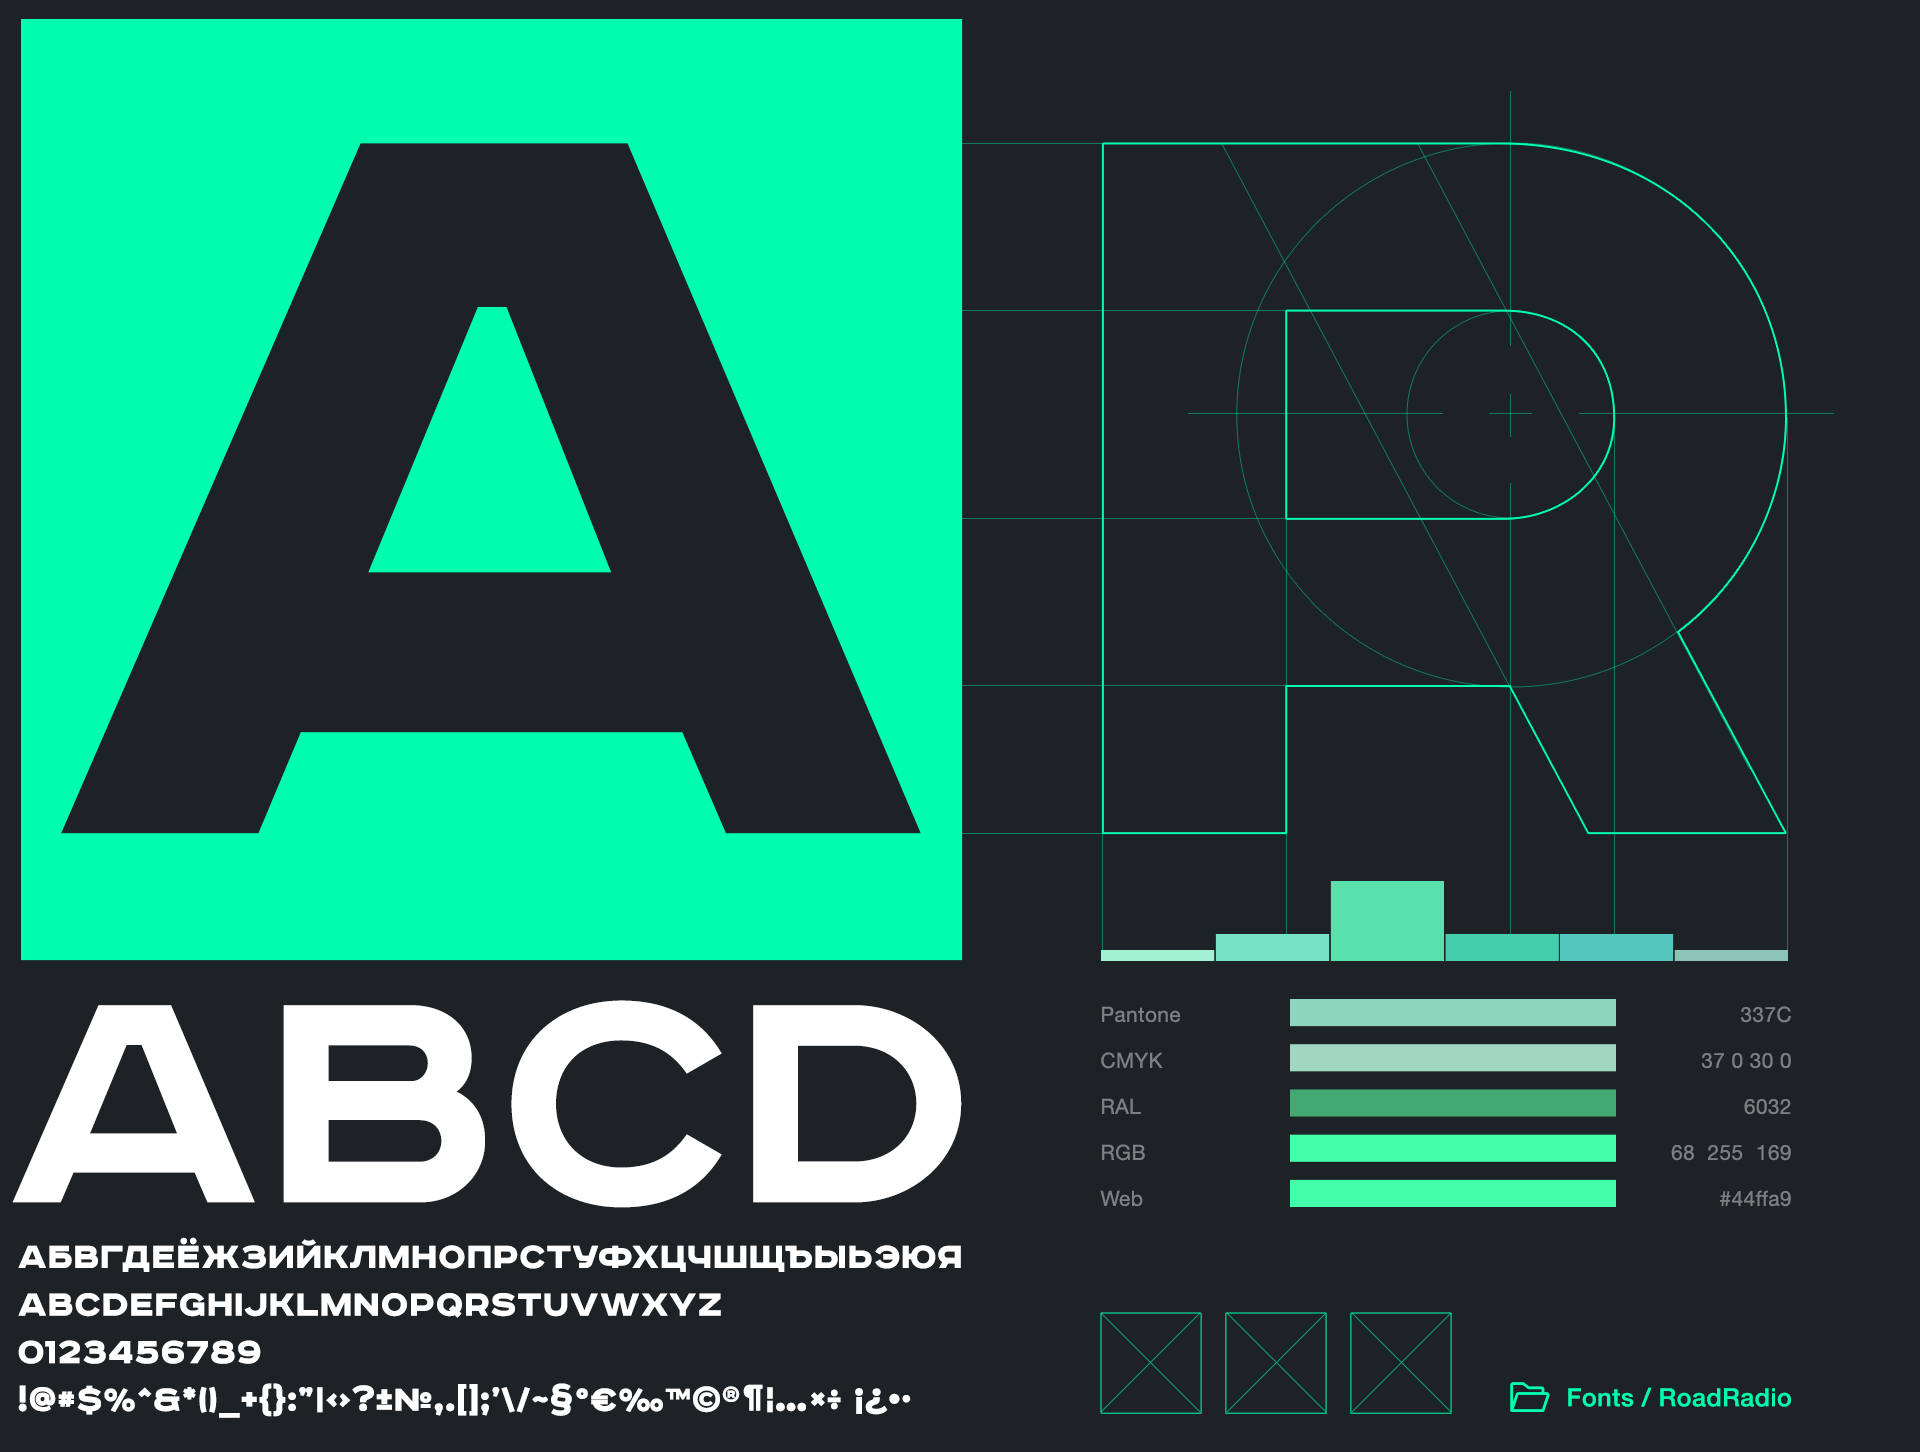 A
R
ABCD
АБВГДЕЁЖЗИЙКЛМНОПРСТУФХЦЧШЩЪЫЬЭЮЯ
ABCDEFGHIJKLMNOPQRSTUVWXYZ
0123456789
!@#$%^&*()_+{}:"|‹›?±№,.[];'\/~§°€‰™©®¶¦…×÷ ¡¿•·
Pantone 337C
CMYK 37 0 30 0
RAL 6032
RGB 68 255 169
Web #44ffa9
Fonts / RoadRadio